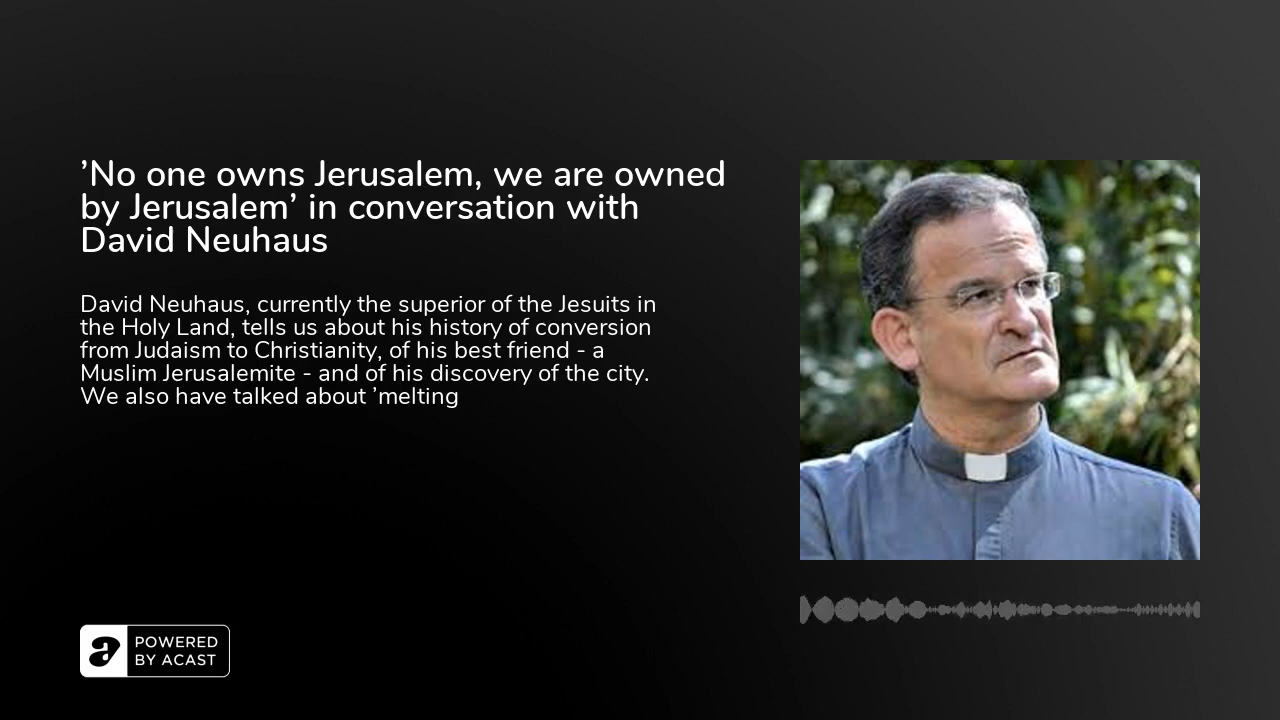 ’No one owns Jerusalem, we are owned
by Jerusalem’ in conversation with
David Neuhaus
David Neuhaus, currently the superior of the Jesuits in
the Holy Land, tells us about his history of conversion
from Judaism to Christianity, of his best friend - a
Muslim Jerusalemite - and of his discovery of the city.
We also have talked about ’melting
a
POWERED
BY ACAST